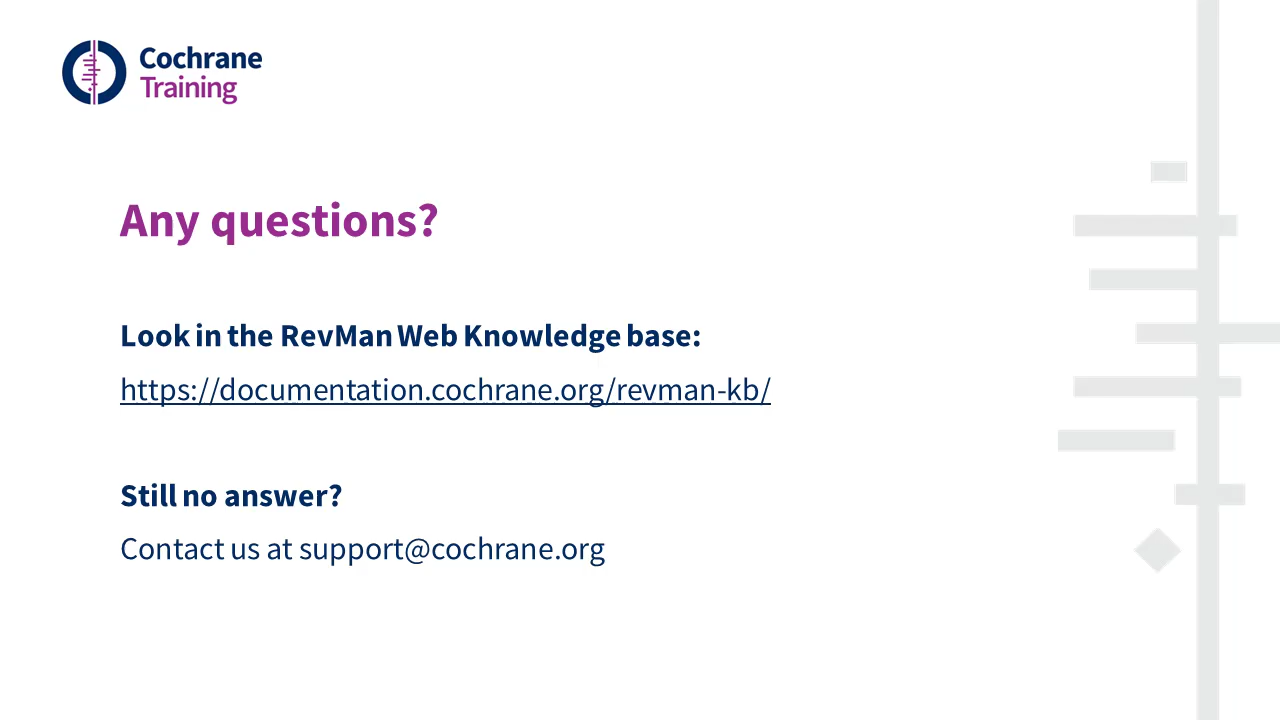 Cochrane
Training
Any questions?
Look in the RevMan Web Knowledge base:
https://documentation.cochrane.org/revman-kb/
Still no answer?
Contact us at support@cochrane.org